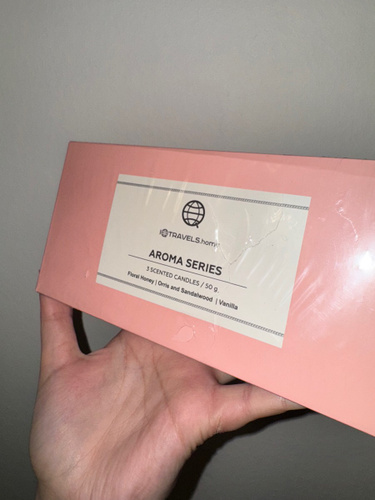 TRAVELS.home
AROMA SERIES
3 SCENTED CANDLES / 50 g
Floral Honey | Orris and Sandalwood | Vanilla